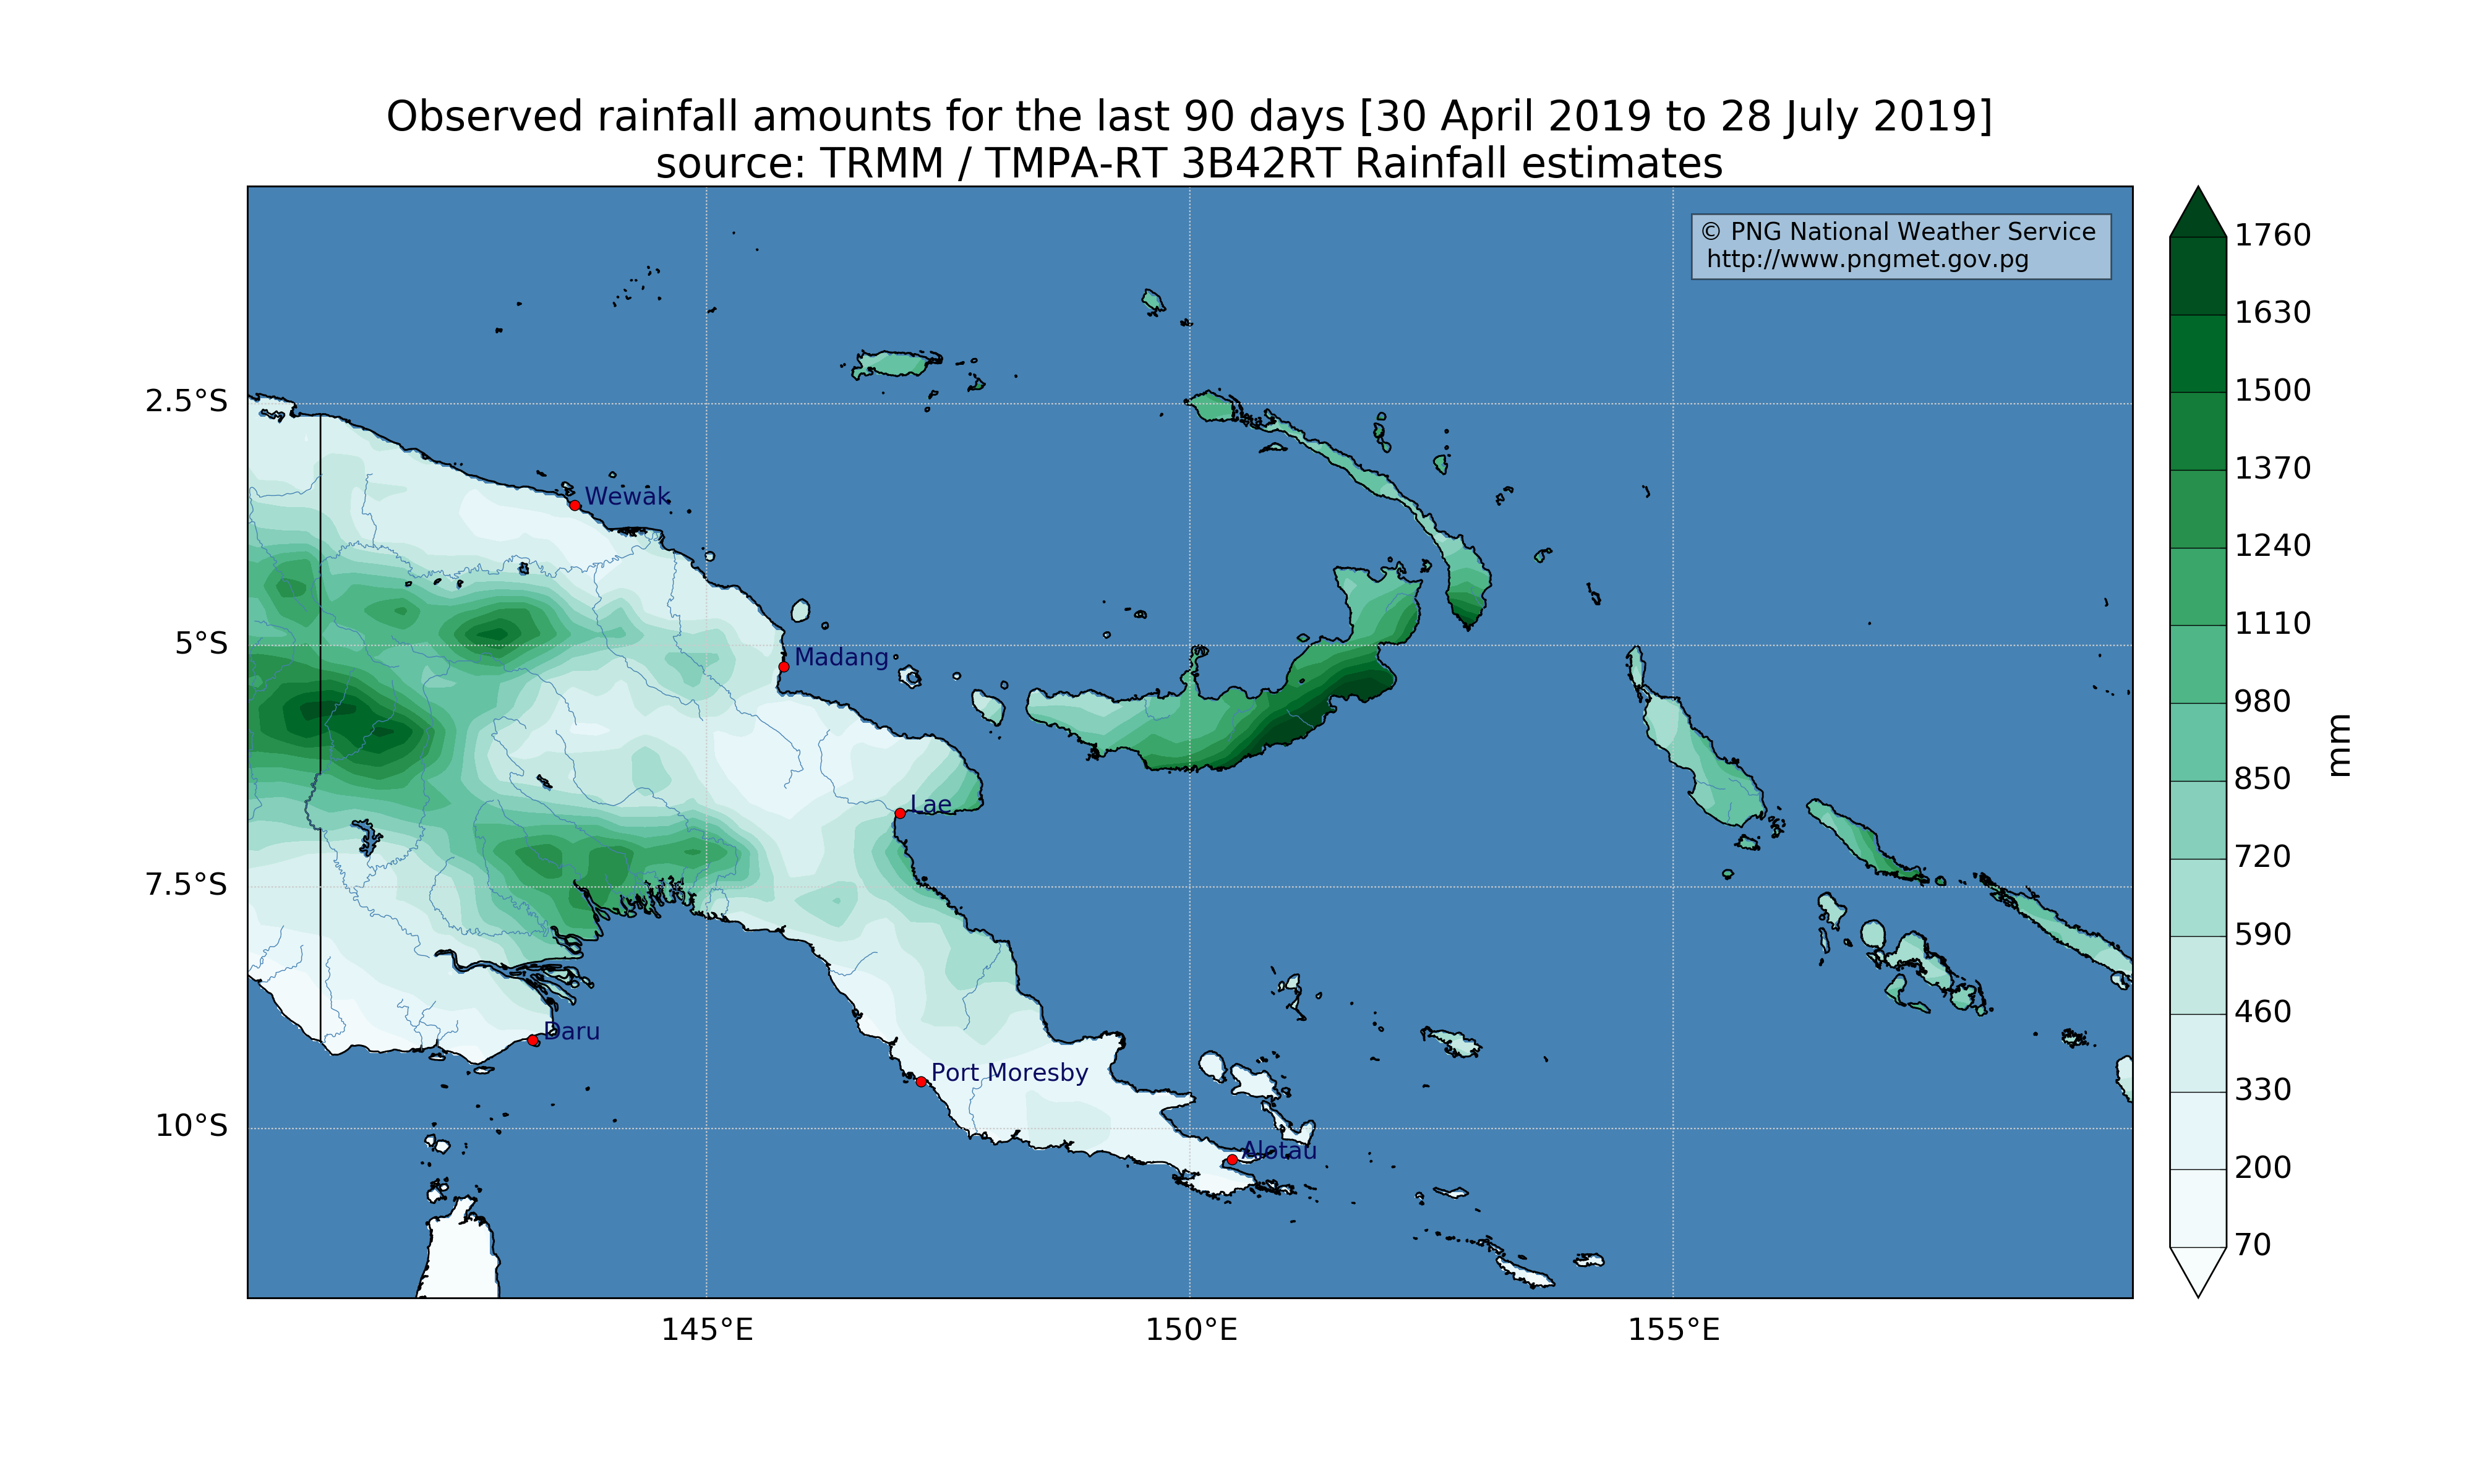 Observed rainfall amounts for the last 90 days [30 April 2019 to 28 July 2019]
source: TRMM / TMPA-RT 3B42RT Rainfall estimates
© PNG National Weather Service
http://www.pngmet.gov.pg
2.5°S
5°S
7.5°S
10°S
Wewak
Madang
Lae
Daru
Port Moresby
Alotau
145°E
150°E
155°E
1760
1630
1500
1370
1240
1110
980
850
720
590
460
330
200
70
mm